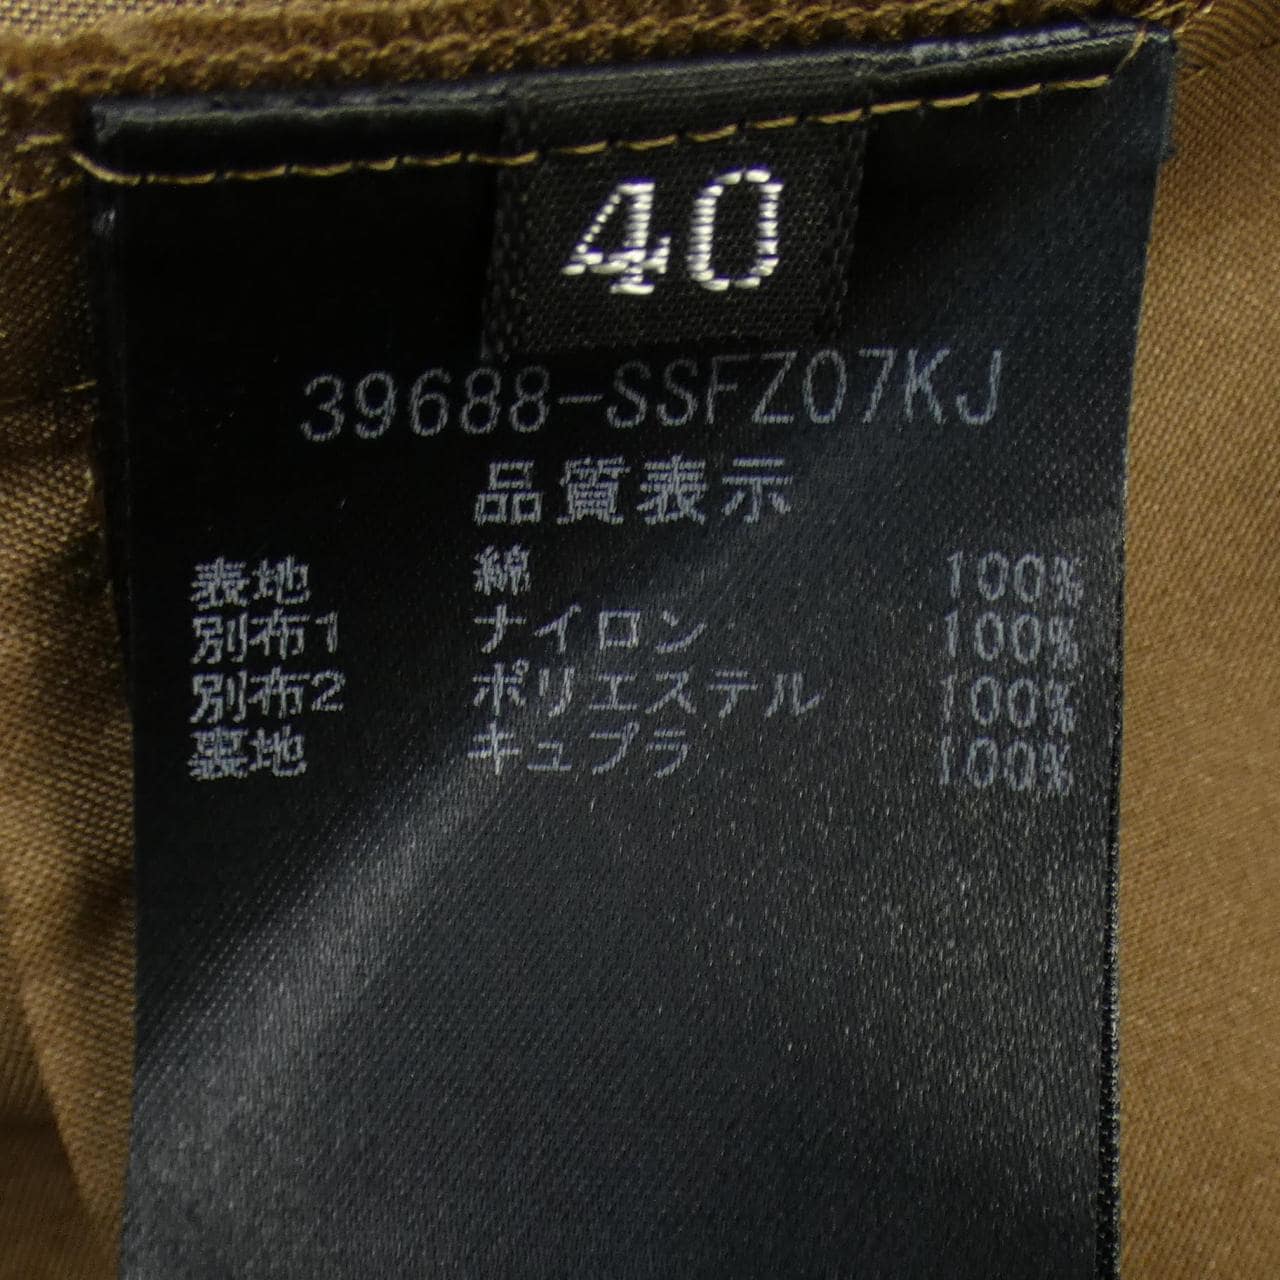 40
39688-SSFZ07KJ
品質表示
表地 綿 100%
別布1 ナイロン 100%
別布2 ポリエステル 100%
裏地 キュプラ 100%